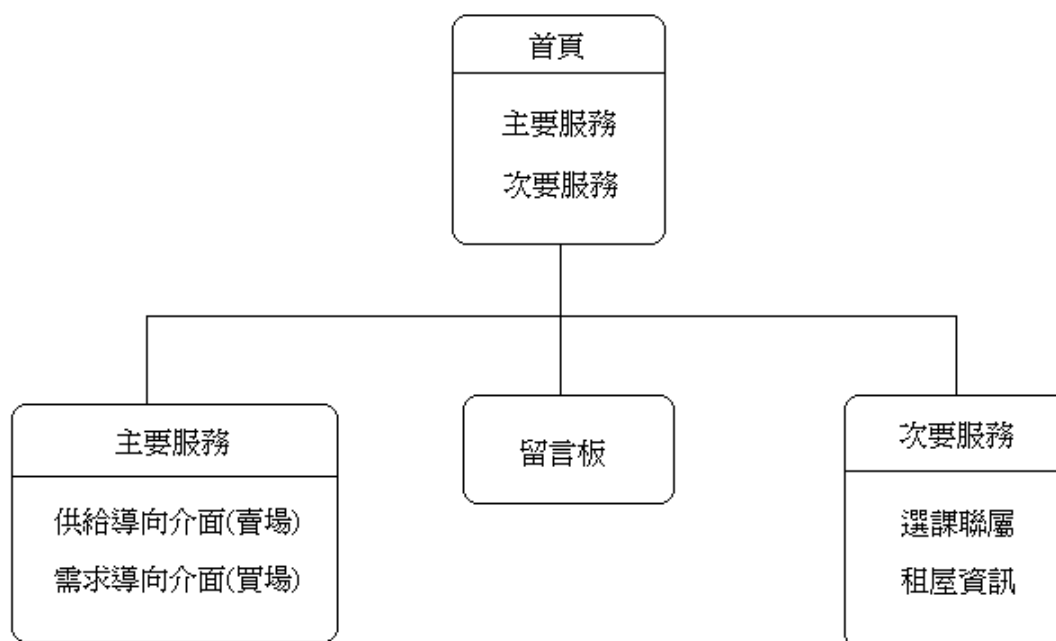 首頁
主要服務
次要服務
主要服務
供給導向介面(賣場)
需求導向介面(買場)
留言板
次要服務
選課聯屬
租屋資訊